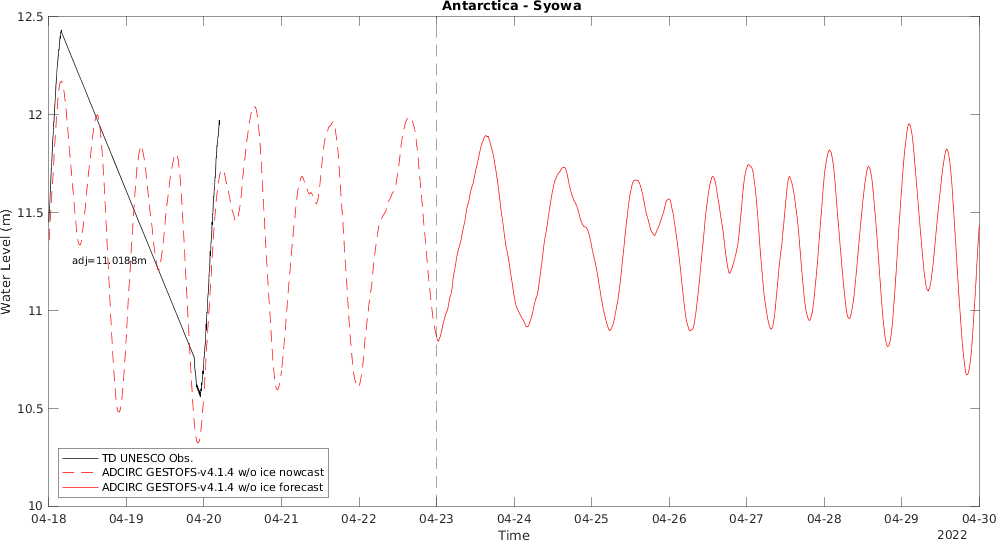 Antarctica - Syowa
12.5
12
11.5
11
10.5
10
Water Level (m)
adj=11.0188m
TD UNESCO Obs.
ADCIRC GESTOFS-v4.1.4 w/o ice nowcast
ADCIRC GESTOFS-v4.1.4 w/o ice forecast
04-18 04-19 04-20 04-21 04-22 04-23 04-24 04-25 04-26 04-27 04-28 04-29 04-30
Time
2022